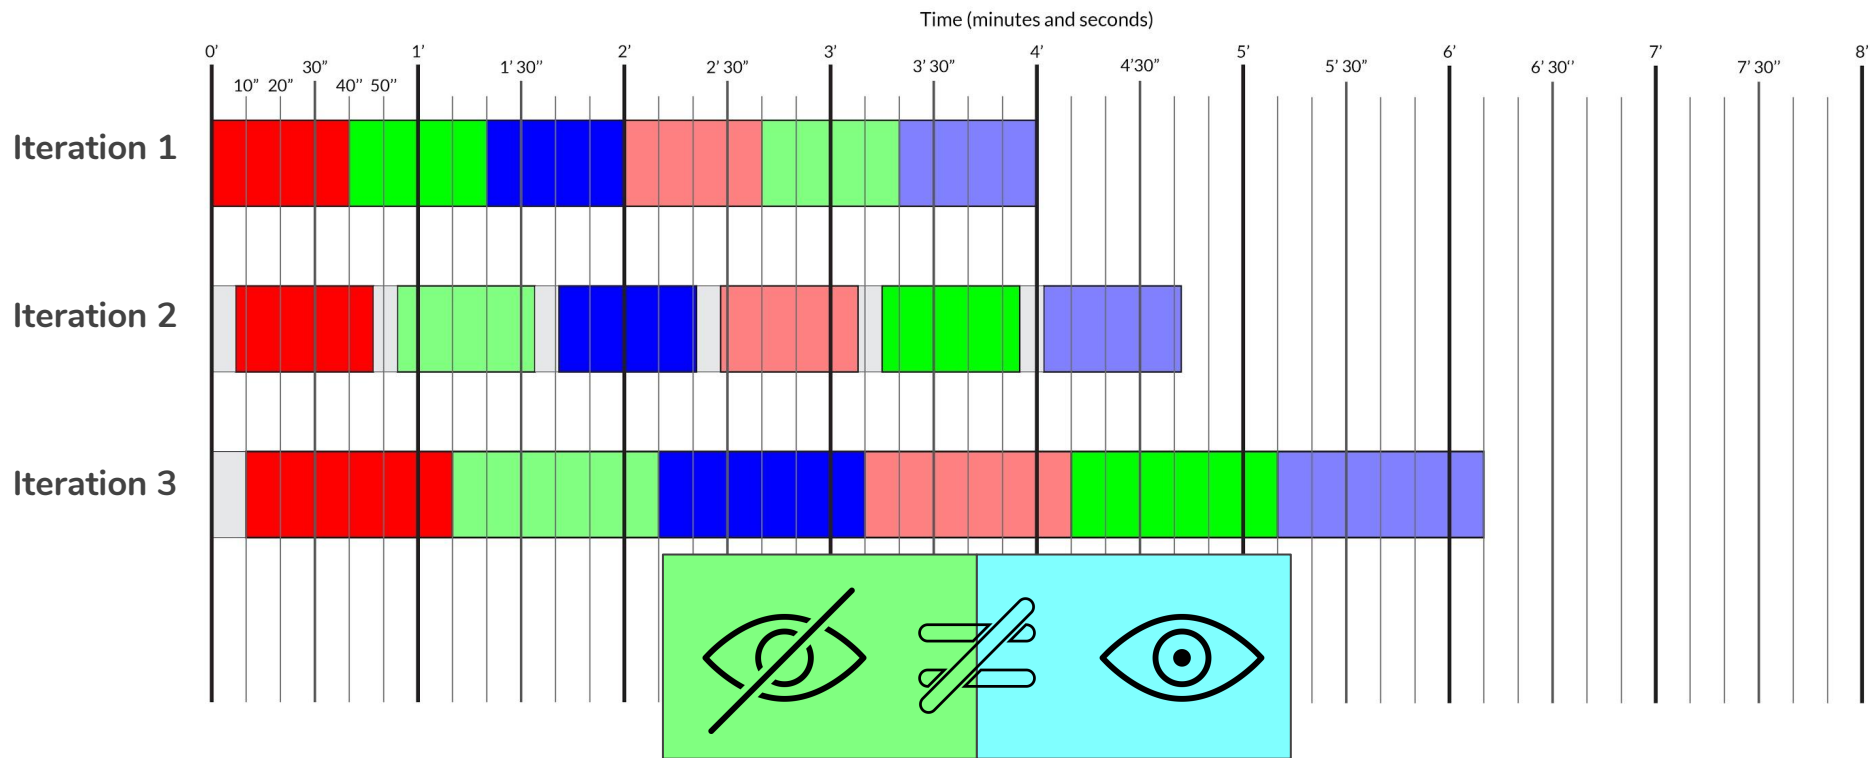 Time (minutes and seconds)
0’ 1’ 2’ 3’ 4’ 5’ 6’ 7’ 8’
30” 1’ 30’’ 2’ 30” 3’ 30” 4’30” 5’ 30” 6’ 30’’ 7’ 30’’
10” 20” 40’’ 50’’
Iteration 1
Iteration 2
Iteration 3